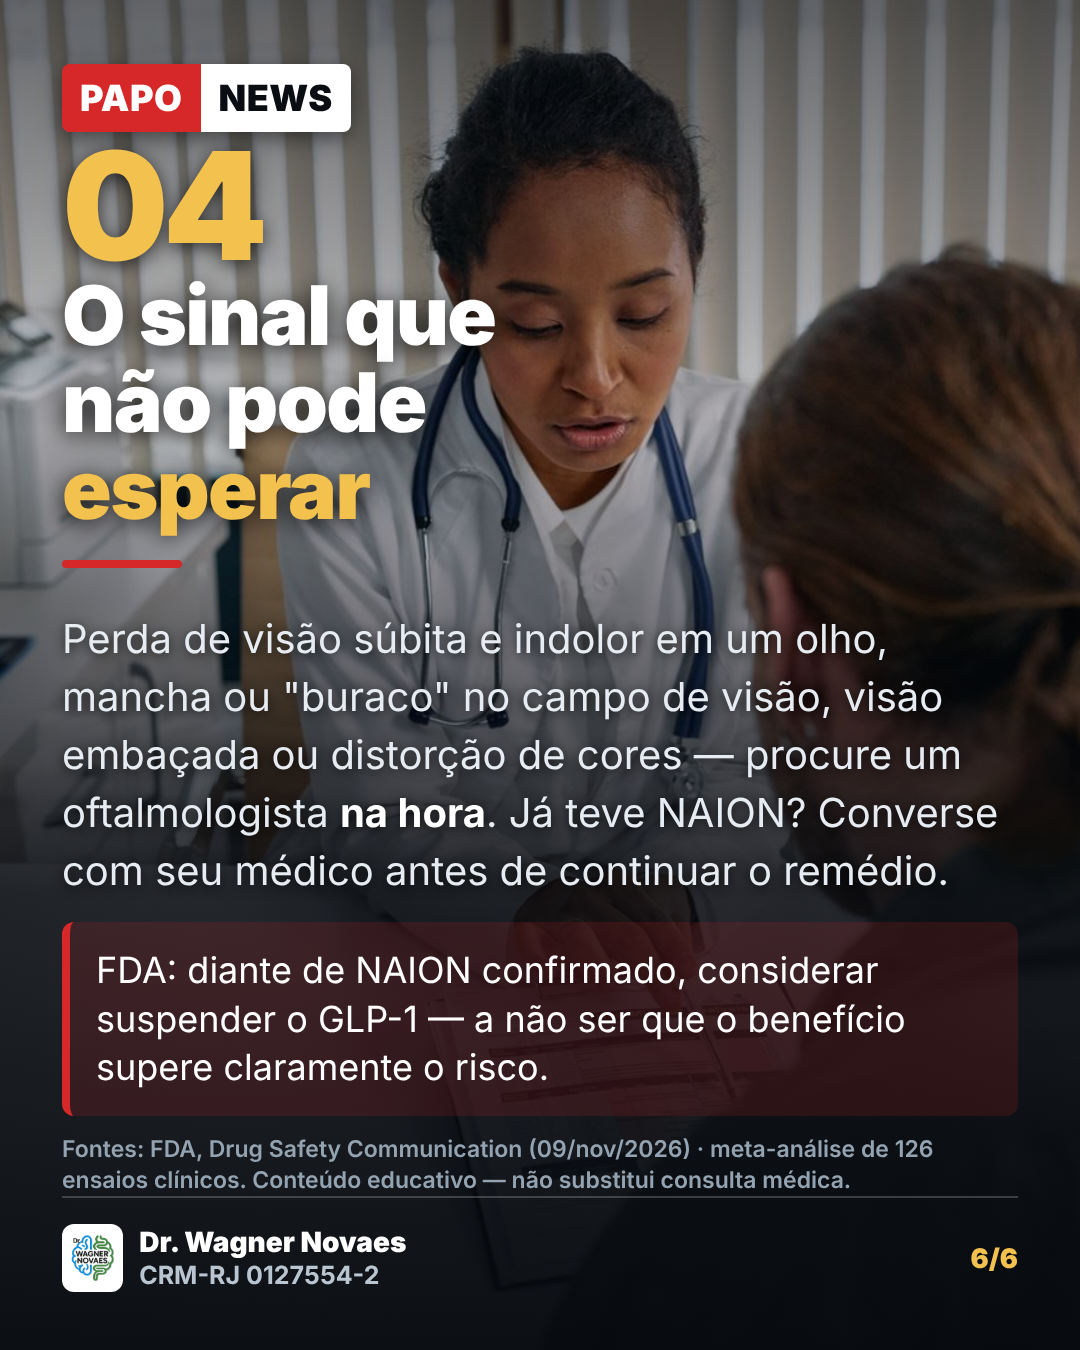 PAPO NEWS
04
O sinal que
não pode
esperar
Perda de visão súbita e indolor em um olho,
mancha ou "buraco" no campo de visão, visão
embaçada ou distorção de cores — procure um
oftalmologista na hora. Já teve NAION? Converse
com seu médico antes de continuar o remédio.
FDA: diante de NAION confirmado, considerar
suspender o GLP-1 — a não ser que o benefício
supere claramente o risco.
Fontes: FDA, Drug Safety Communication (09/nov/2026) · meta-análise de 126
ensaios clínicos. Conteúdo educativo — não substitui consulta médica.
Dr.
WAGNER
NOVAES
Dr. Wagner Novaes
CRM-RJ 0127554-2
6/6